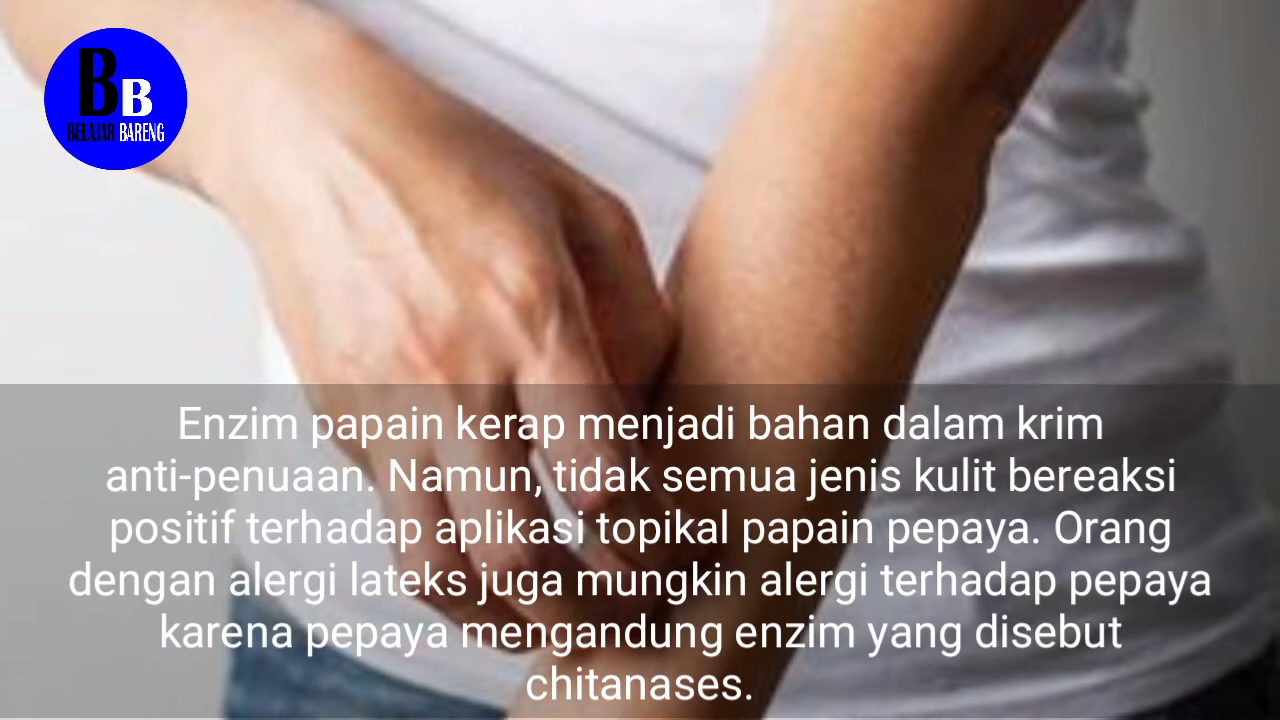 BB
BELAJAR BARENG
Enzim papain kerap menjadi bahan dalam krim
anti-penuaan. Namun, tidak semua jenis kulit bereaksi
positif terhadap aplikasi topikal papain pepaya. Orang
dengan alergi lateks juga mungkin alergi terhadap pepaya
karena pepaya mengandung enzim yang disebut
chitanases.